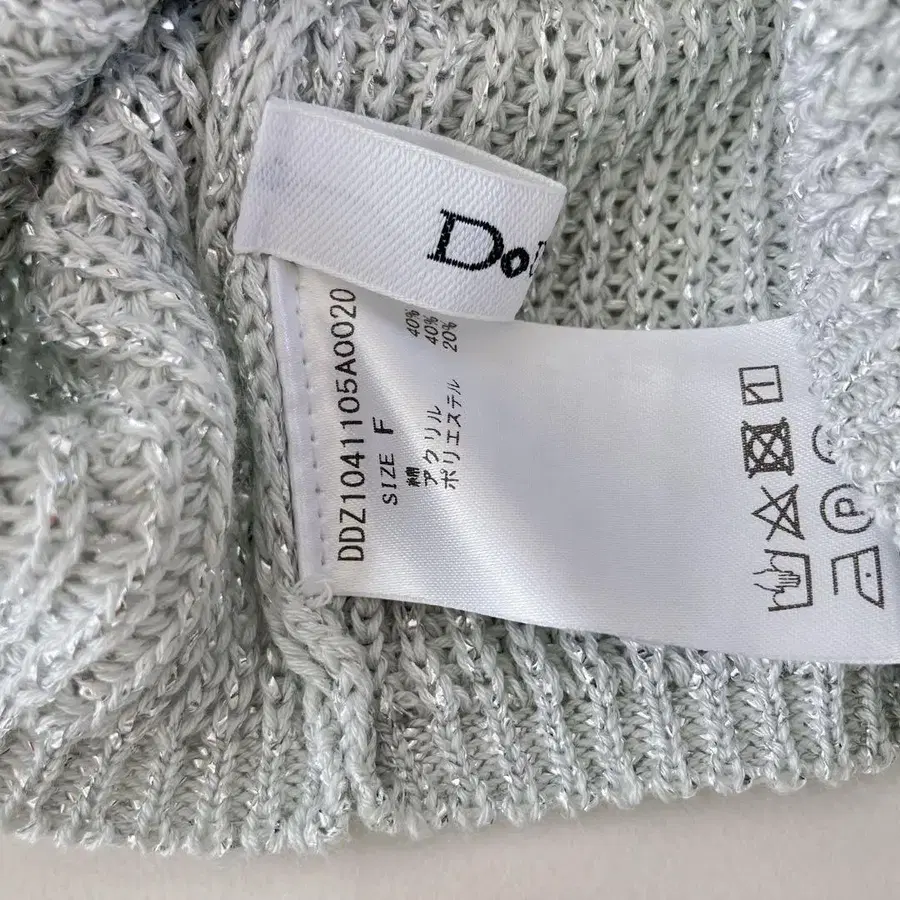 Do
DDZ1041105A0020
SIZE F
綿 40%
アクリル 40%
ポリエステル 20%
P